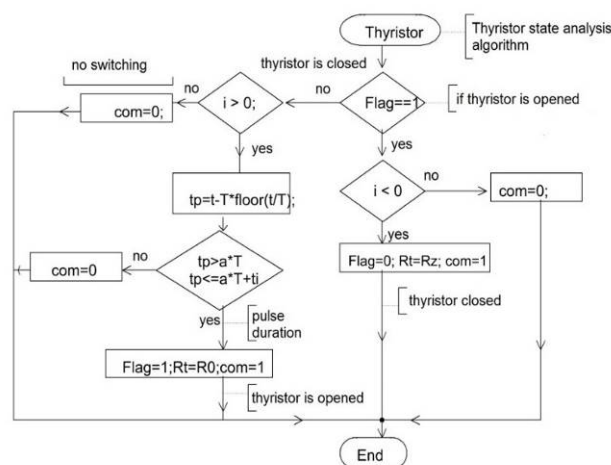 Thyristor
Thyristor state analysis
algorithm
no switching
thyristor is closed
com=0;
no
i > 0;
no
Flag==1
if thyristor is opened
yes
yes
tp=t-T*floor(t/T);
i < 0
no
com=0;
yes
com=0
no
tp>a*T
tp<=a*T+ti
Flag=0; Rt=Rz; com=1
yes
pulse
duration
thyristor closed
Flag=1;Rt=R0;com=1
thyristor is opened
End